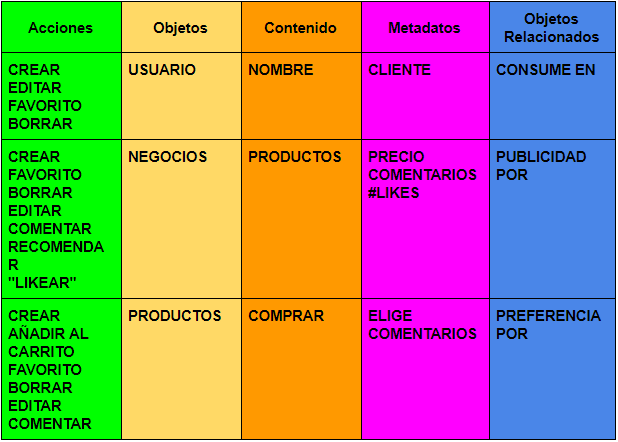 Acciones
Objetos
Contenido
Metadatos
Objetos
Relacionados
CREAR
EDITAR
FAVORITO
BORRAR
USUARIO
NOMBRE
CLIENTE
CONSUME EN
CREAR
FAVORITO
BORRAR
EDITAR
COMENTAR
RECOMENDA
R
"LIKEAR"
NEGOCIOS
PRODUCTOS
PRECIO
COMENTARIOS
#LIKES
PUBLICIDAD
POR
CREAR
AÑADIR AL
CARRITO
FAVORITO
BORRAR
EDITAR
COMENTAR
PRODUCTOS
COMPRAR
ELIGE
COMENTARIOS
PREFERENCIA
POR